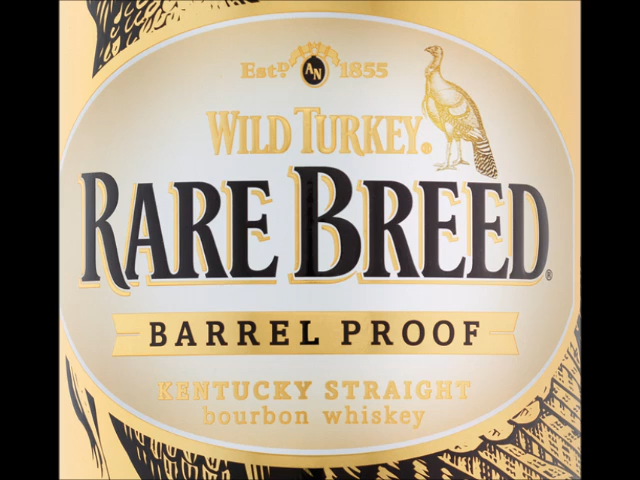 Estᴰ AN 1855
WILD TURKEY®
RARE BREED®
BARREL PROOF
KENTUCKY STRAIGHT
bourbon whiskey